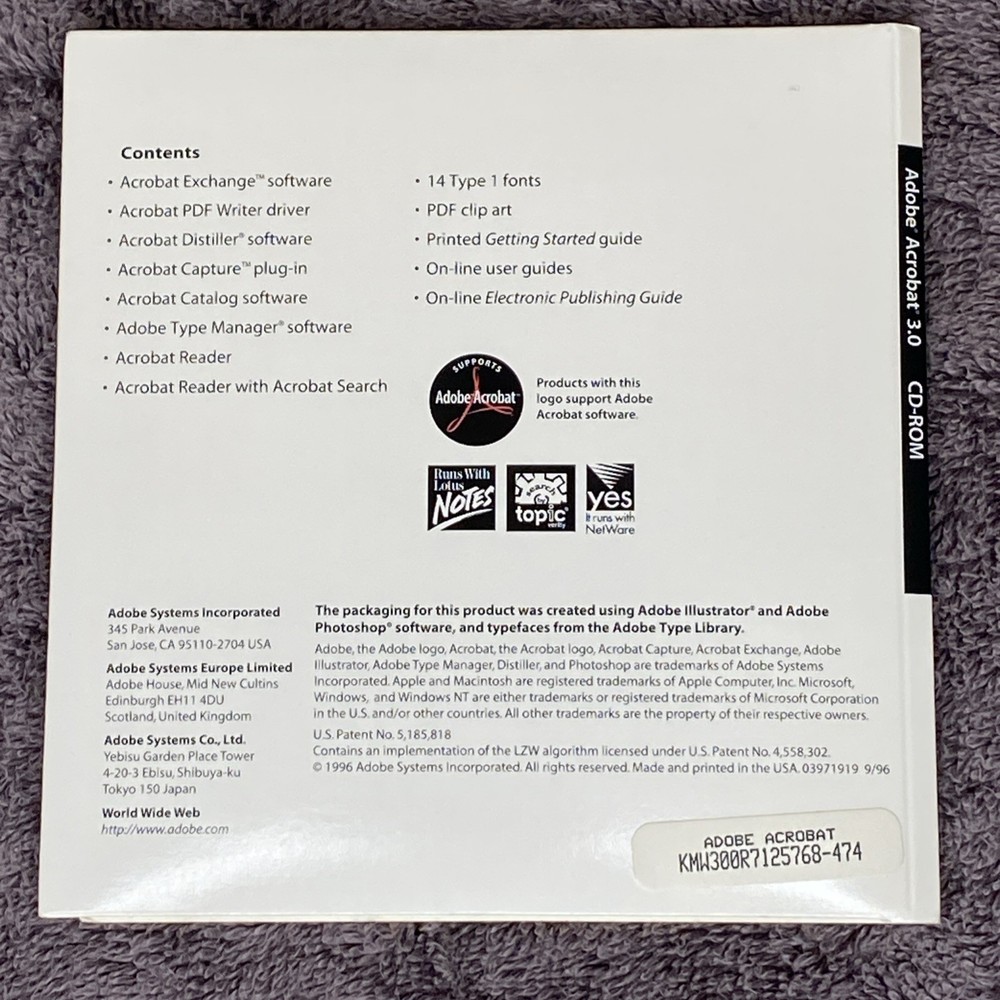 Contents
• Acrobat Exchange™ software
• Acrobat PDF Writer driver
• Acrobat Distiller® software
• Acrobat Capture™ plug-in
• Acrobat Catalog software
• Adobe Type Manager® software
• Acrobat Reader
• Acrobat Reader with Acrobat Search
• 14 Type 1 fonts
• PDF clip art
• Printed Getting Started guide
• On-line user guides
• On-line Electronic Publishing Guide
SUPPORTS
Adobe Acrobat™
Products with this
logo support Adobe
Acrobat software.
Runs With
Lotus
NOTES
search
by
topic®
verity
yes
It runs with
NetWare
Adobe Systems Incorporated
345 Park Avenue
San Jose, CA 95110-2704 USA
Adobe Systems Europe Limited
Adobe House, Mid New Cultins
Edinburgh EH11 4DU
Scotland, United Kingdom
Adobe Systems Co., Ltd.
Yebisu Garden Place Tower
4-20-3 Ebisu, Shibuya-ku
Tokyo 150 Japan
World Wide Web
http://www.adobe.com
The packaging for this product was created using Adobe Illustrator® and Adobe
Photoshop® software, and typefaces from the Adobe Type Library.
Adobe, the Adobe logo, Acrobat, the Acrobat logo, Acrobat Capture, Acrobat Exchange, Adobe
Illustrator, Adobe Type Manager, Distiller, and Photoshop are trademarks of Adobe Systems
Incorporated. Apple and Macintosh are registered trademarks of Apple Computer, Inc. Microsoft,
Windows, and Windows NT are either trademarks or registered trademarks of Microsoft Corporation
in the U.S. and/or other countries. All other trademarks are the property of their respective owners.
U.S. Patent No. 5,185,818
Contains an implementation of the LZW algorithm licensed under U.S. Patent No. 4,558,302.
© 1996 Adobe Systems Incorporated. All rights reserved. Made and printed in the USA. 03971919 9/96
ADOBE ACROBAT
KMW300R7125768-474
Adobe® Acrobat® 3.0 CD-ROM